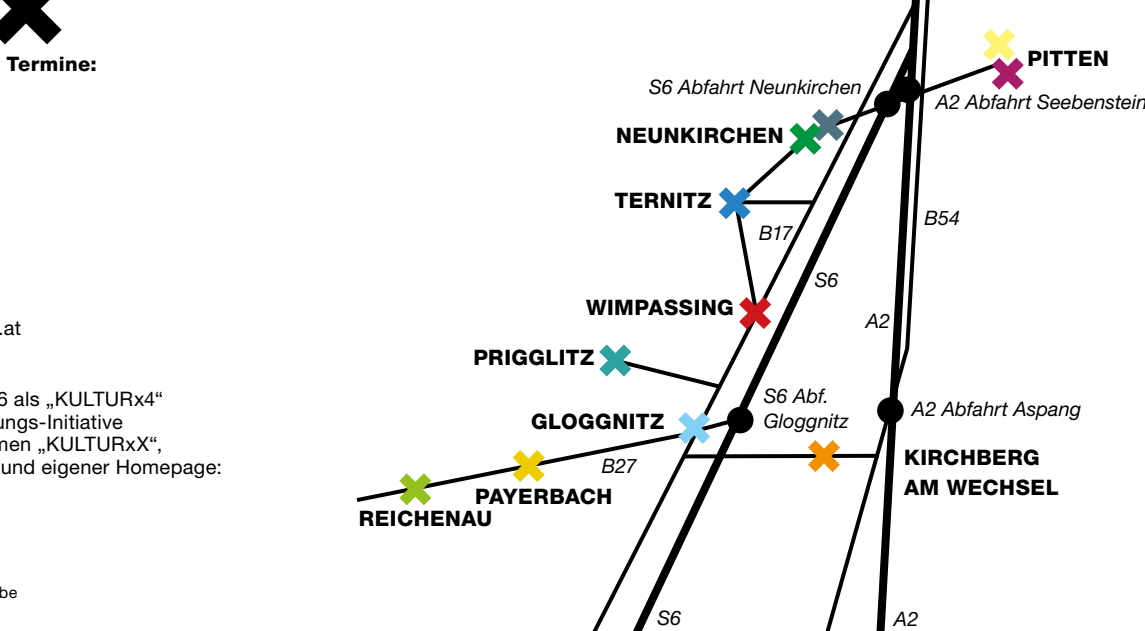 Termine:
.at
6 als „KULTURx4“
ungs-Initiative
men „KULTURxX“,
und eigener Homepage:
be
PITTEN
S6 Abfahrt Neunkirchen
A2 Abfahrt Seebenstein
NEUNKIRCHEN
TERNITZ
B17
B54
S6
WIMPASSING
A2
PRIGGLITZ
S6 Abf.
Gloggnitz
A2 Abfahrt Aspang
GLOGGNITZ
B27
KIRCHBERG
AM WECHSEL
PAYERBACH
REICHENAU
S6
A2